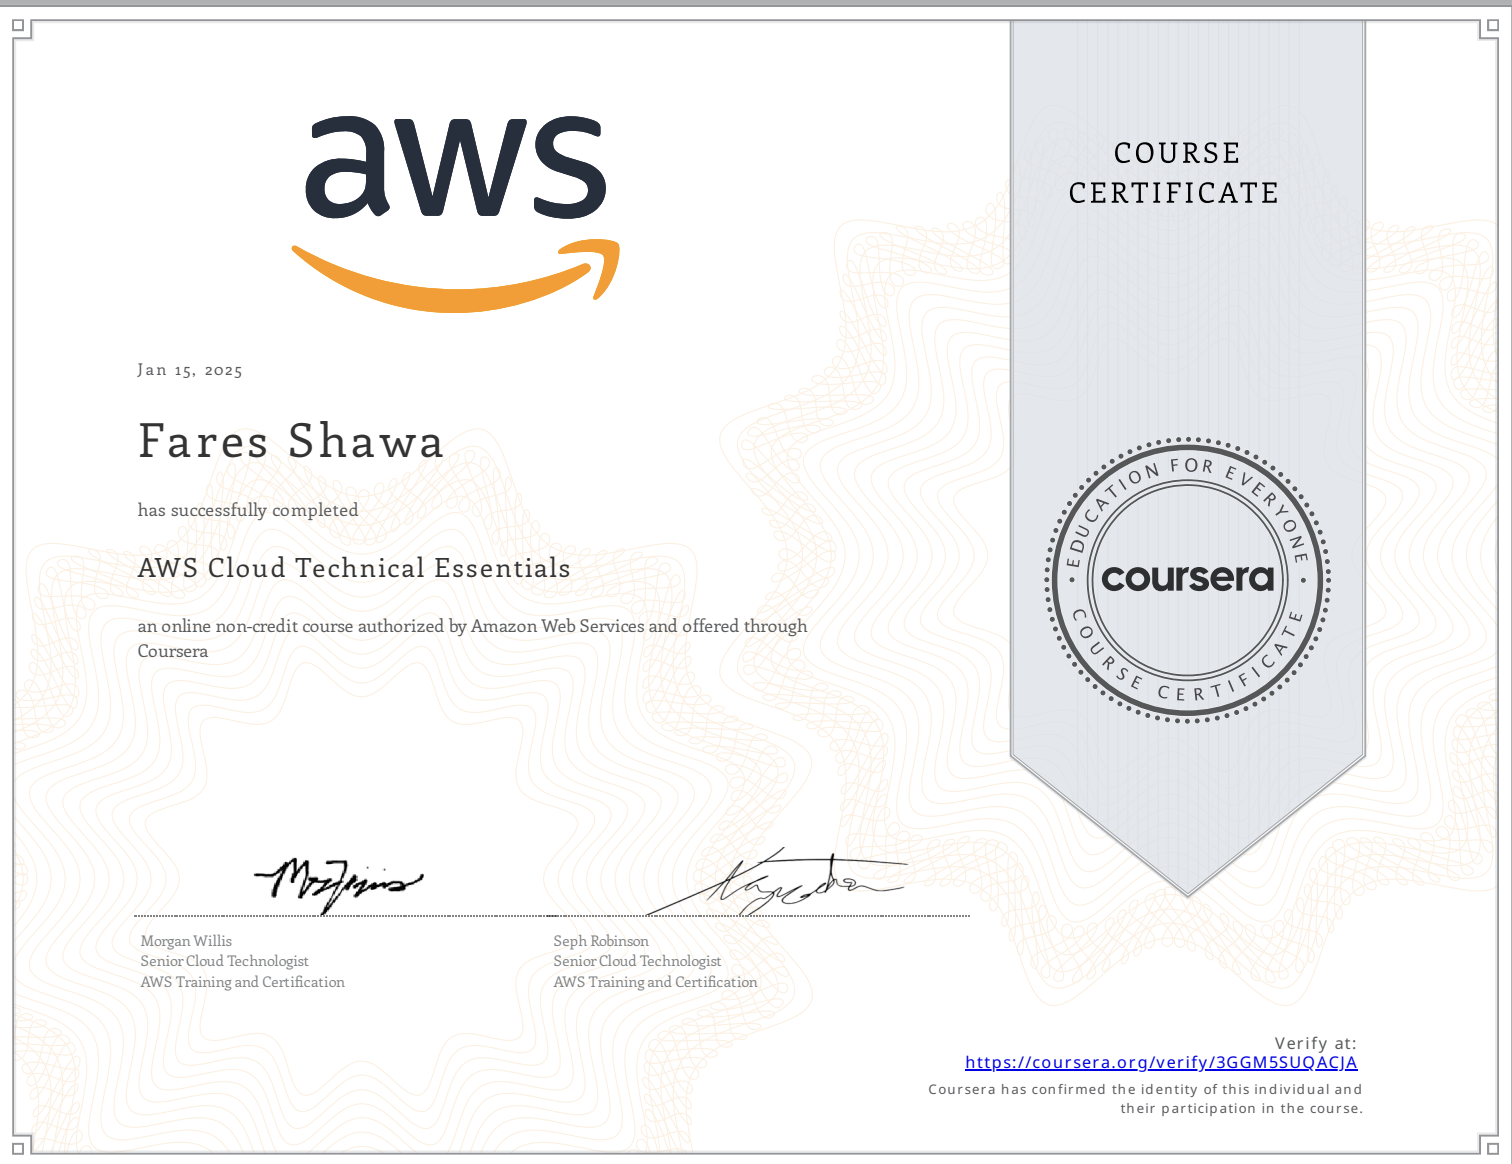 aws
COURSE
CERTIFICATE
Jan 15, 2025
Fares Shawa
has successfully completed
AWS Cloud Technical Essentials
an online non-credit course authorized by Amazon Web Services and offered through
Coursera
EDUCATION FOR EVERYONE
coursera
COURSE CERTIFICATE
Morgan Willis
Senior Cloud Technologist
AWS Training and Certification
Seph Robinson
Senior Cloud Technologist
AWS Training and Certification
Verify at:
https://coursera.org/verify/3GGM5SUQACJA
Coursera has confirmed the identity of this individual and
their participation in the course.